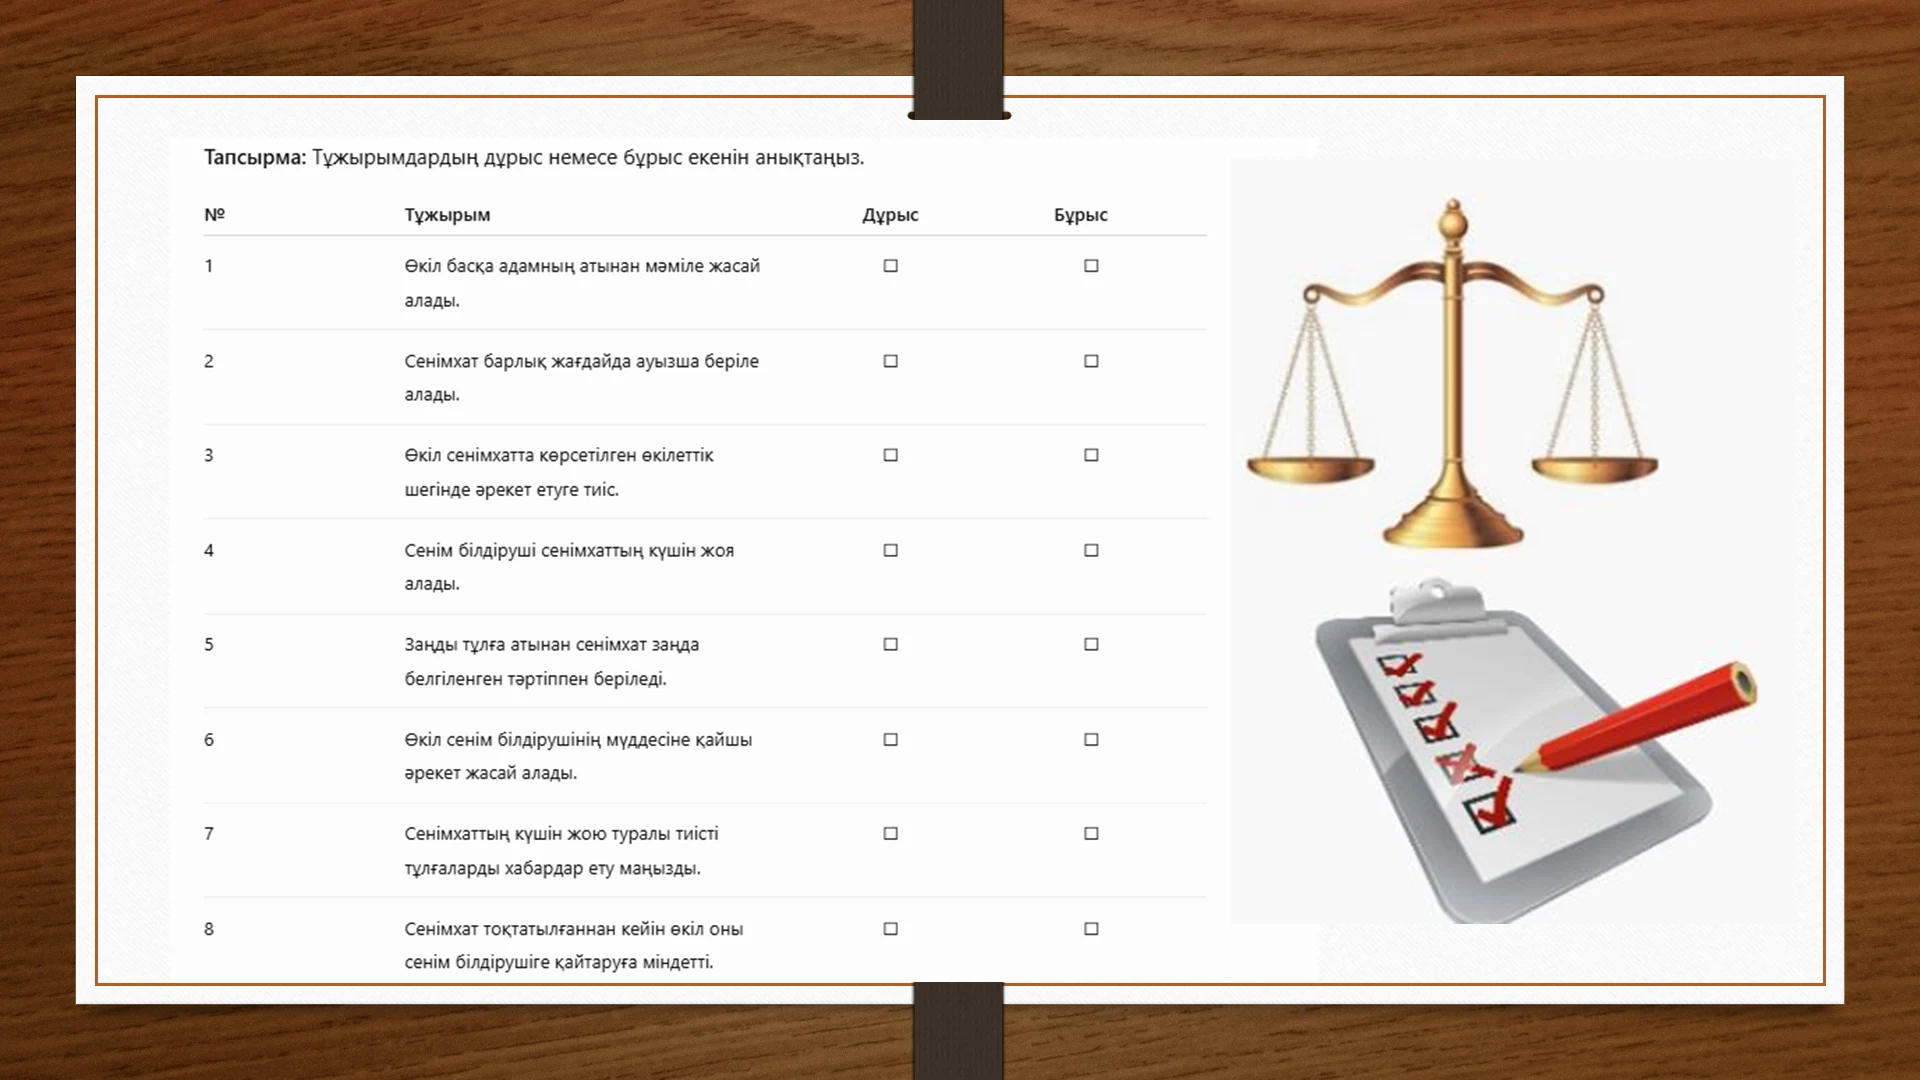 Тапсырма: Тұжырымдардың дұрыс немесе бұрыс екенін анықтаңыз.
№ Тұжырым Дұрыс Бұрыс
1 Өкіл басқа адамның атынан мәміле жасай ☐ ☐
алады.
2 Сенімхат барлық жағдайда ауызша беріле ☐ ☐
алады.
3 Өкіл сенімхатта көрсетілген өкілеттік ☐ ☐
шегінде әрекет етуге тиіс.
4 Сенім білдіруші сенімхаттың күшін жоя ☐ ☐
алады.
5 Заңды тұлға атынан сенімхат заңда ☐ ☐
белгіленген тәртіппен беріледі.
6 Өкіл сенім білдірушінің мүддесіне қайшы ☐ ☐
әрекет жасай алады.
7 Сенімхаттың күшін жою туралы тиісті ☐ ☐
тұлғаларды хабардар ету маңызды.
8 Сенімхат тоқтатылғаннан кейін өкіл оны ☐ ☐
сенім білдірушіге қайтаруға міндетті.